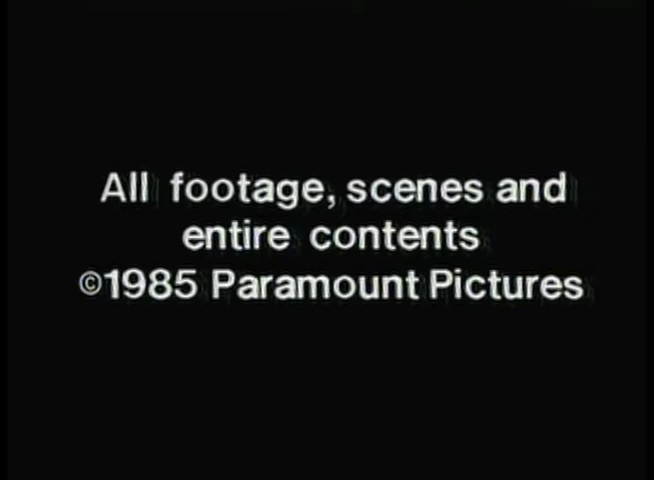 All footage, scenes and
entire contents
©1985 Paramount Pictures